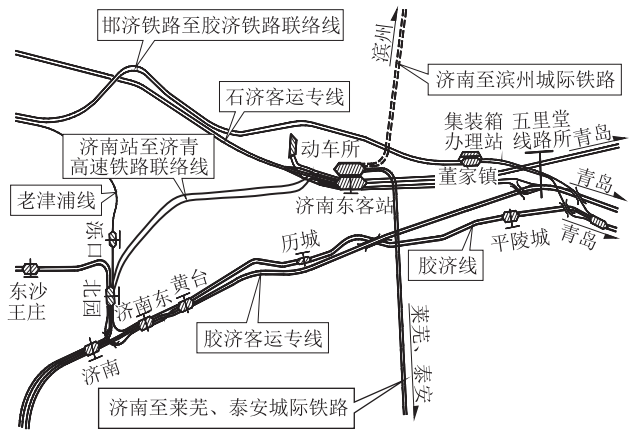 邯济铁路至胶济铁路联络线
滨州
济南至滨州城际铁路
石济客运专线
集装箱
办理站
五里堂
线路所
青岛
济南站至济青
高速铁路联络线
动车所
董家镇
青岛
老津浦线
济南东客站
泺口
历城
平陵城
青岛
胶济线
东沙
王庄
北园
济南东
黄台
胶济客运专线
济南
莱芜、泰安
济南至莱芜、泰安城际铁路